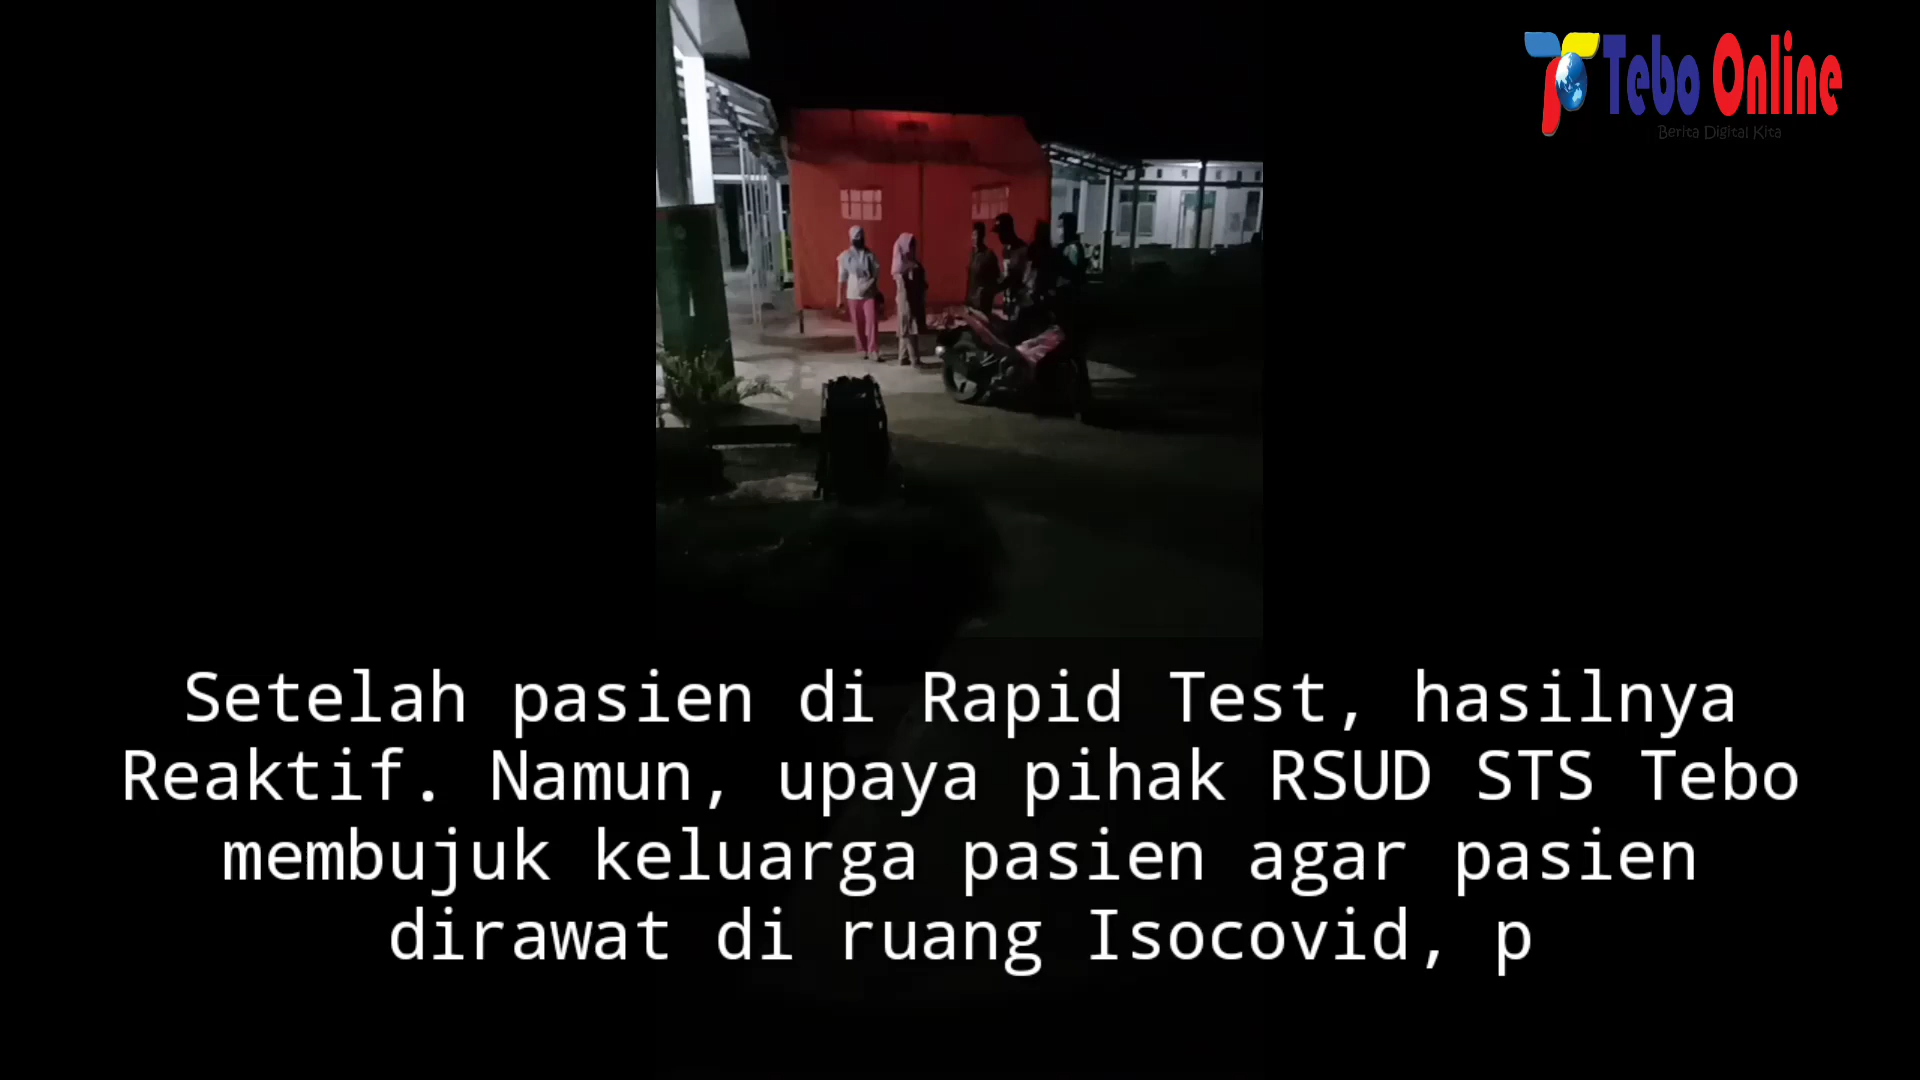 Tebo Online
Berita Digital Kita
Setelah pasien di Rapid Test, hasilnya
Reaktif. Namun, upaya pihak RSUD STS Tebo
membujuk keluarga pasien agar pasien
dirawat di ruang Isocovid, p